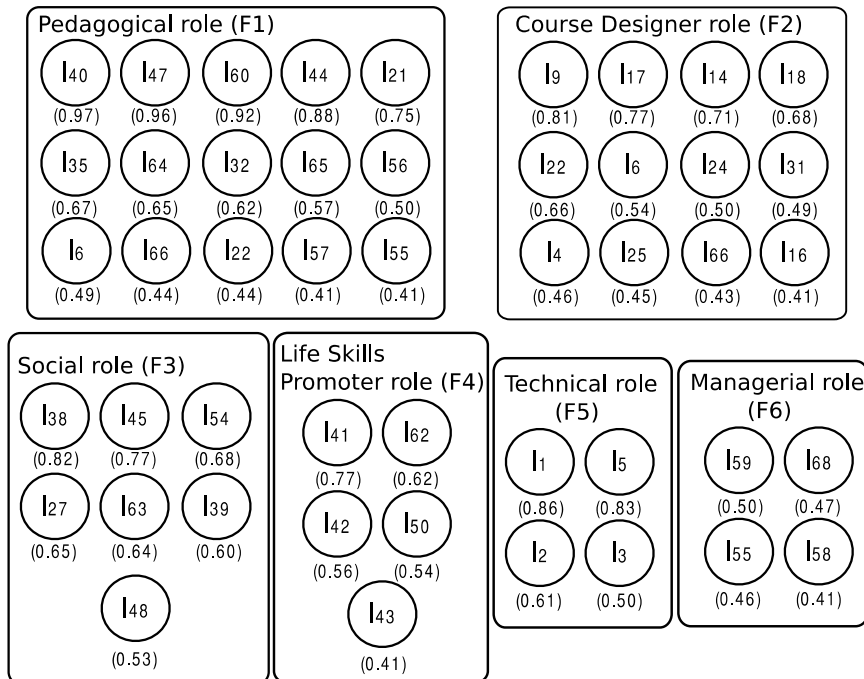 Pedagogical role (F1)
I40 I47 I60 I44 I21
(0.97) (0.96) (0.92) (0.88) (0.75)
I35 I64 I32 I65 I56
(0.67) (0.65) (0.62) (0.57) (0.50)
I6 I66 I22 I57 I55
(0.49) (0.44) (0.44) (0.41) (0.41)
Course Designer role (F2)
I9 I17 I14 I18
(0.81) (0.77) (0.71) (0.68)
I22 I6 I24 I31
(0.66) (0.54) (0.50) (0.49)
I4 I25 I66 I16
(0.46) (0.45) (0.43) (0.41)
Social role (F3)
I38 I45 I54
(0.82) (0.77) (0.68)
I27 I63 I39
(0.65) (0.64) (0.60)
I48
(0.53)
Life Skills
Promoter role (F4)
I41 I62
(0.77) (0.62)
I42 I50
(0.56) (0.54)
I43
(0.41)
Technical role
(F5)
I1 I5
(0.86) (0.83)
I2 I3
(0.61) (0.50)
Managerial role
(F6)
I59 I68
(0.50) (0.47)
I55 I58
(0.46) (0.41)